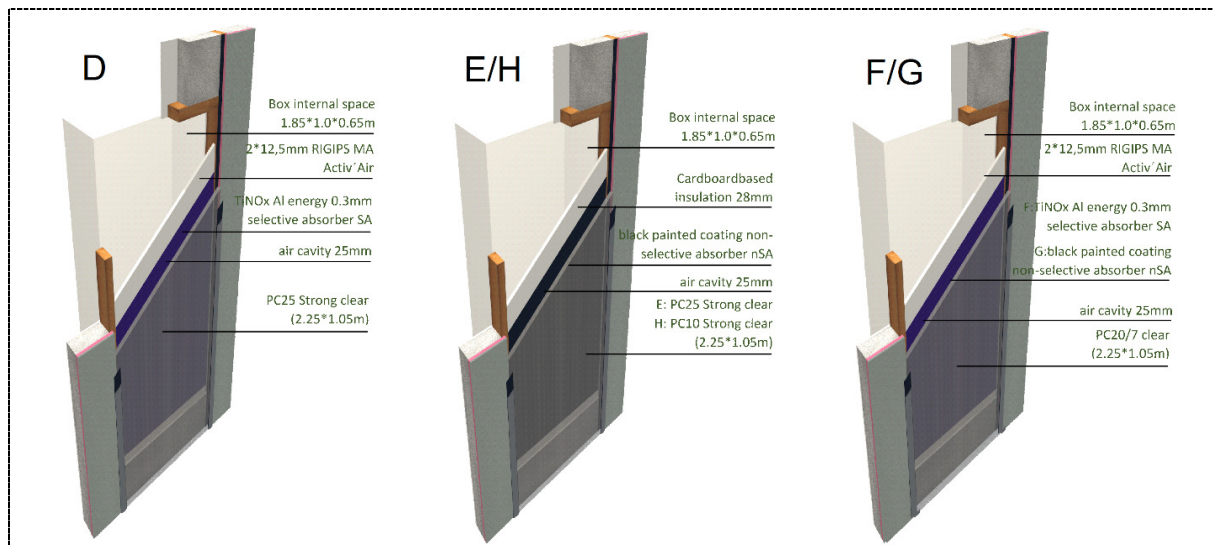 D
Box internal space
1.85*1.0*0.65m
2*12,5mm RIGIPS MA
Activ´Air
TiNOx Al energy 0.3mm
selective absorber SA
air cavity 25mm
PC25 Strong clear
(2.25*1.05m)
E/H
Box internal space
1.85*1.0*0.65m
Cardboardbased
insulation 28mm
black painted coating non-
selective absorber nSA
air cavity 25mm
E: PC25 Strong clear
H: PC10 Strong clear
(2.25*1.05m)
F/G
Box internal space
1.85*1.0*0.65m
2*12,5mm RIGIPS MA
Activ´Air
F:TiNOx Al energy 0.3mm
selective absorber SA
G:black painted coating
non-selective absorber nSA
air cavity 25mm
PC20/7 clear
(2.25*1.05m)